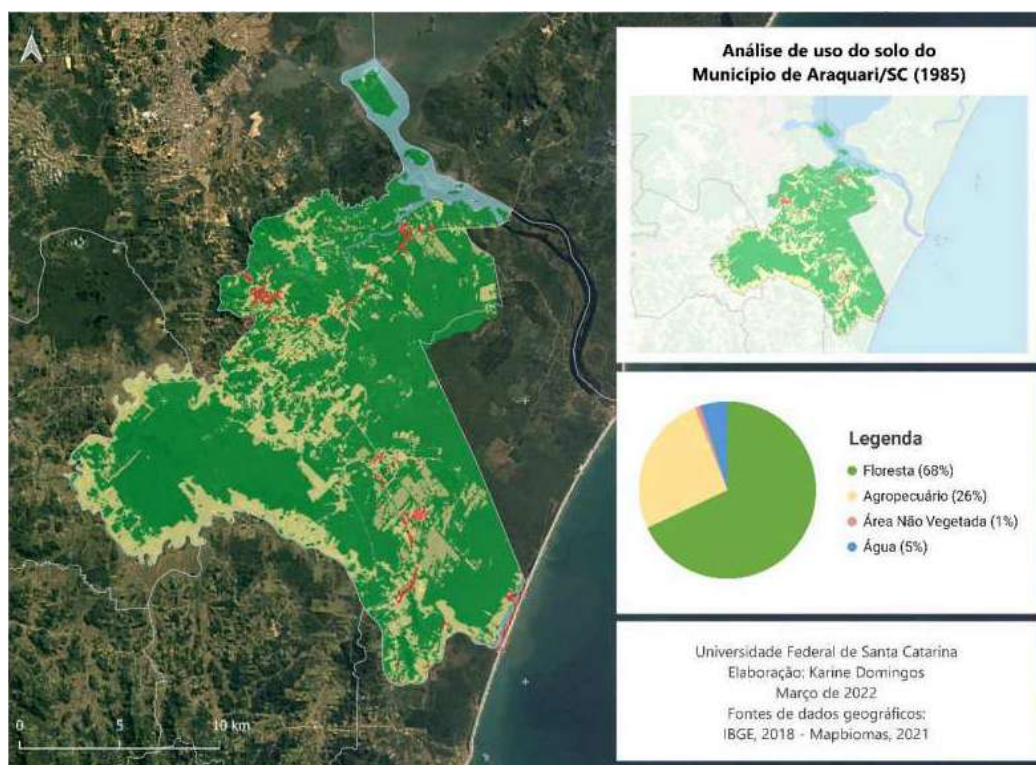 Análise de uso do solo do
Município de Araquari/SC (1985)
Legenda
Floresta (68%)
Agropecuário (26%)
Área Não Vegetada (1%)
Água (5%)
Universidade Federal de Santa Catarina
Elaboração: Karine Domingos
Março de 2022
Fontes de dados geográficos:
IBGE, 2018 - Mapbiomas, 2021
0 5 10 km